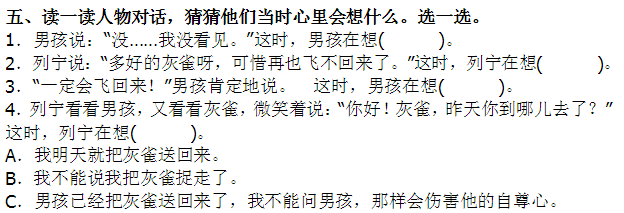 五、读一读人物对话，猜猜他们当时心里会想什么。选一选。
1．男孩说：“没……我没看见。”这时，男孩在想(　　　)。
2．列宁说：“多好的灰雀呀，可惜再也飞不回来了。”这时，列宁在想(　　　)。
3．“一定会飞回来！”男孩肯定地说。　这时，男孩在想(　　　)。
4．列宁看看男孩，又看看灰雀，微笑着说：“你好！灰雀，昨天你到哪儿去了？”
这时，列宁在想(　　　)。
A．我明天就把灰雀送回来。
B．我不能说我把灰雀捉走了。
C．男孩已经把灰雀送回来了，我不能问男孩，那样会伤害他的自尊心。